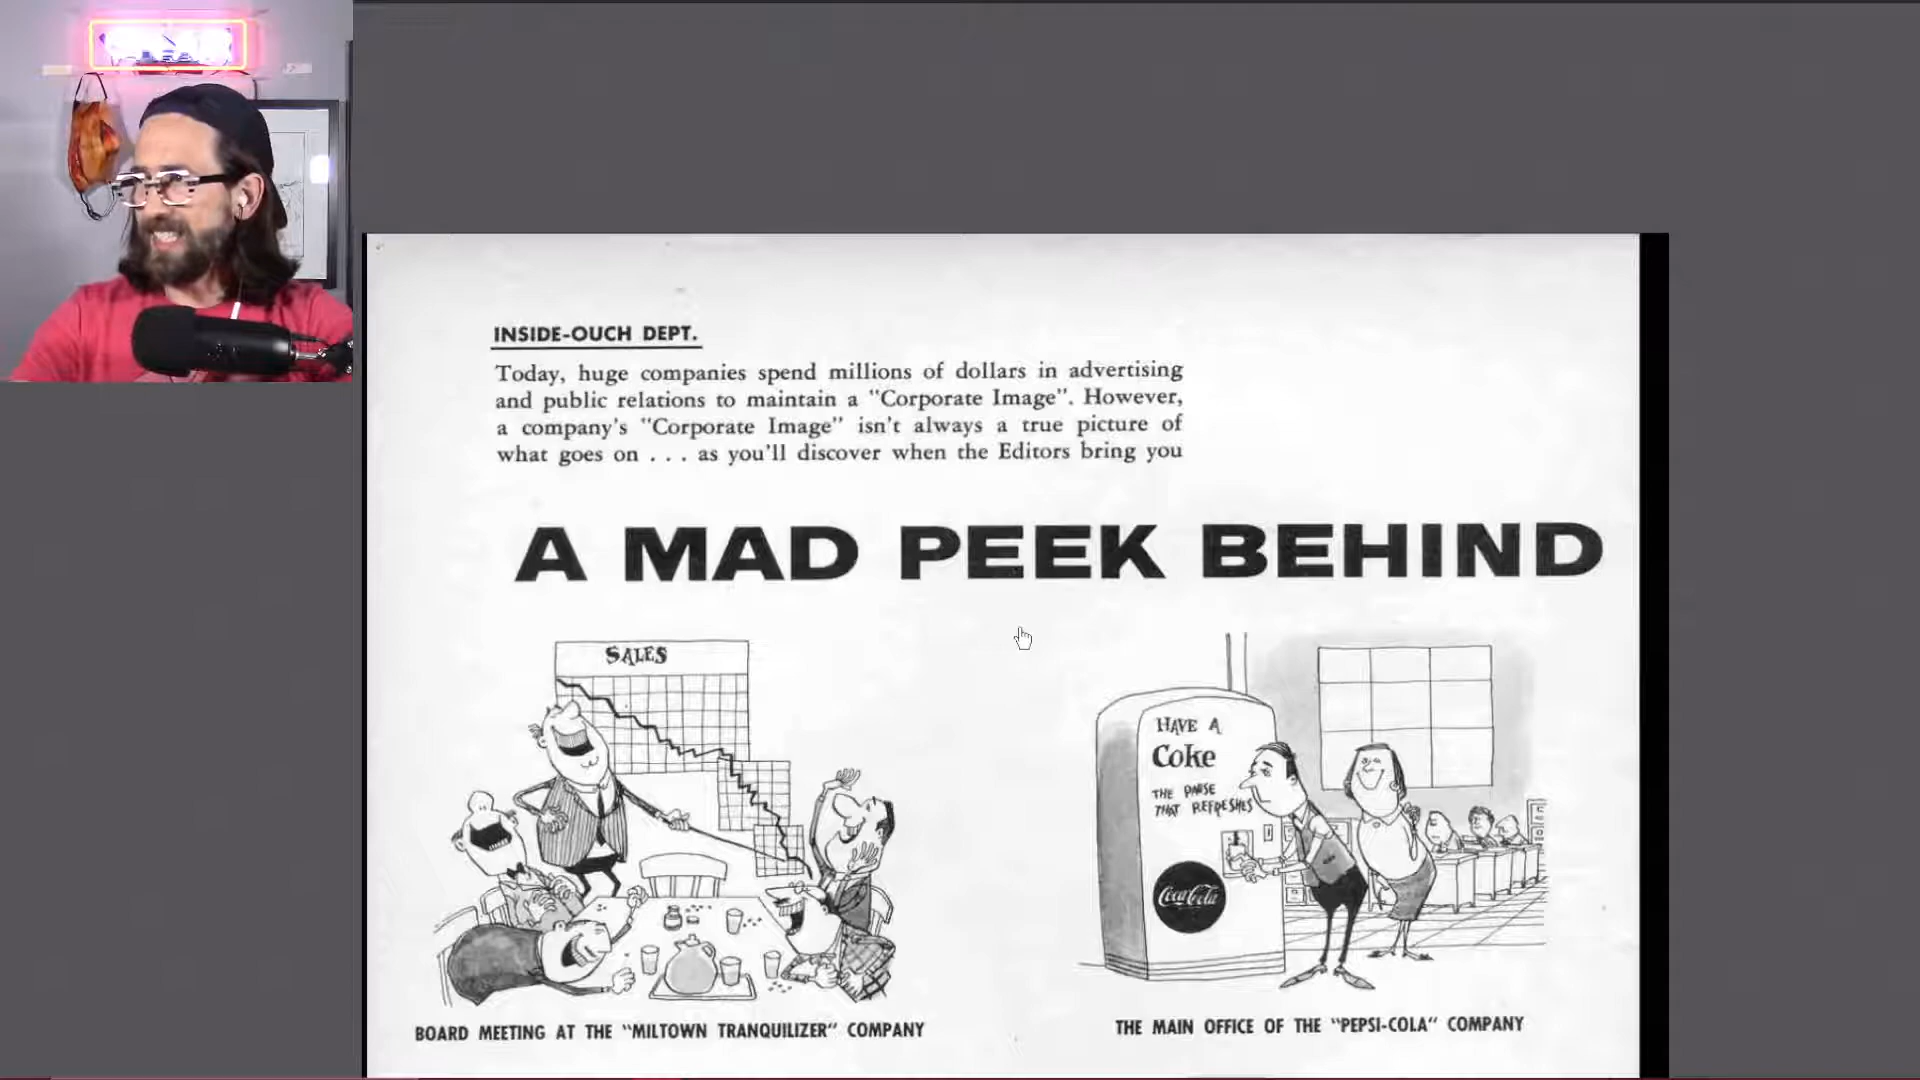 INSIDE-OUCH DEPT.
Today, huge companies spend millions of dollars in advertising
and public relations to maintain a "Corporate Image". However,
a company's "Corporate Image" isn't always a true picture of
what goes on . . . as you'll discover when the Editors bring you
A MAD PEEK BEHIND
SALES
HAVE A
Coke
THE PAUSE
THAT REFRESHES
Coca-Cola
BOARD MEETING AT THE "MILTOWN TRANQUILIZER" COMPANY
THE MAIN OFFICE OF THE "PEPSI-COLA" COMPANY